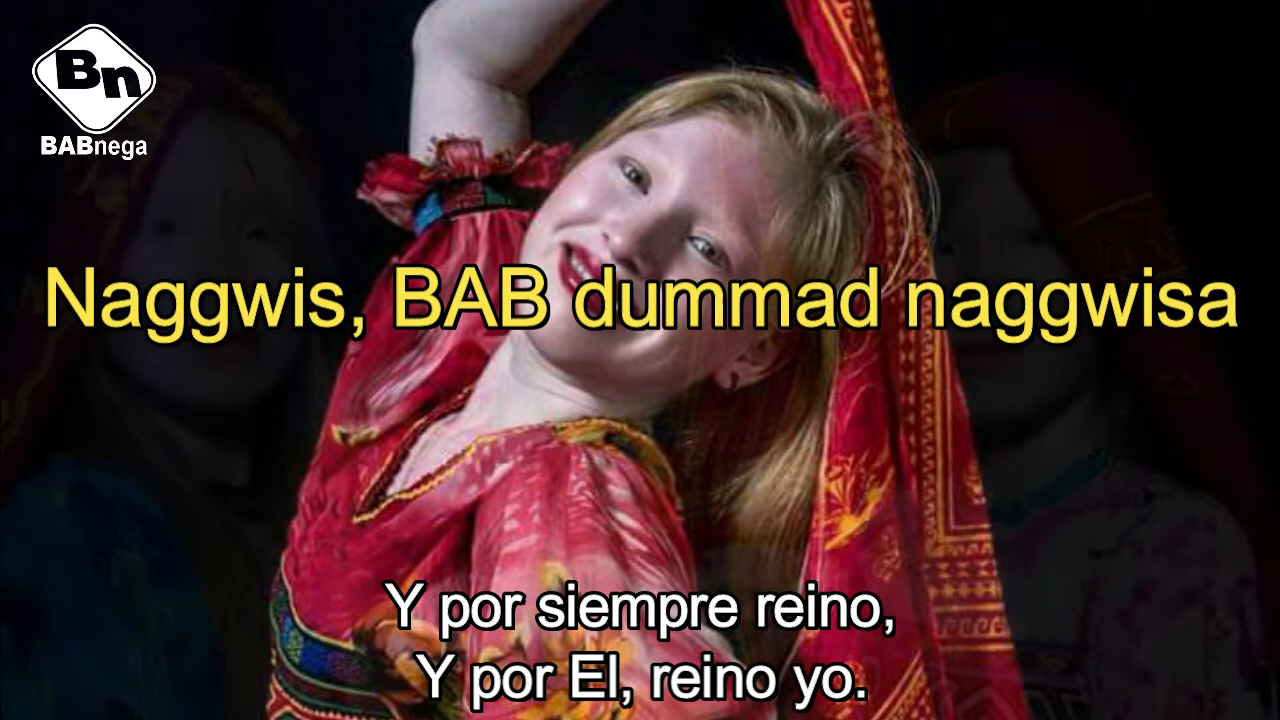 Bn
BABnega
Naggwis, BAB dummad naggwisa
Y por siempre reino,
Y por El, reino yo.